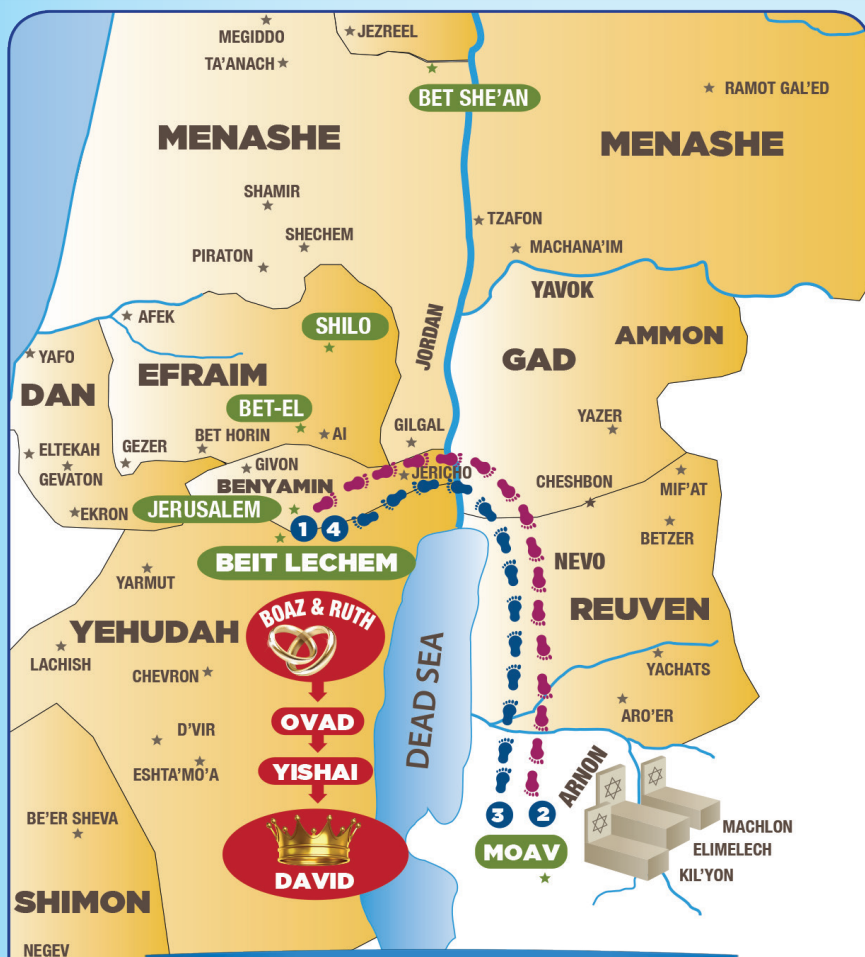 MEGIDDO
JEZREEL
TA'ANACH
BET SHE'AN
RAMOT GAL'ED
MENASHE
MENASHE
SHAMIR
TZAFON
SHECHEM
MACHANA'IM
PIRATON
YAVOK
AFEK
SHILO
JORDAN
AMMON
YAFO
GAD
EFRAIM
DAN
BET-EL
YAZER
GILGAL
AI
BET HORIN
ELTEKAH
GEZER
GIVON
JERICHO
GEVATON
CHESHBON
BENYAMIN
MIF'AT
JERUSALEM
EKRON
1 4
BETZER
BEIT LECHEM
NEVO
YARMUT
BOAZ & RUTH
REUVEN
YEHUDAH
LACHISH
YACHATS
CHEVRON
DEAD SEA
ARO'ER
OVAD
D'VIR
YISHAI
ESHTA'MO'A
ARNON
3 2
BE'ER SHEVA
MACHLON
MOAV
ELIMELECH
KIL'YON
DAVID
SHIMON
NEGEV